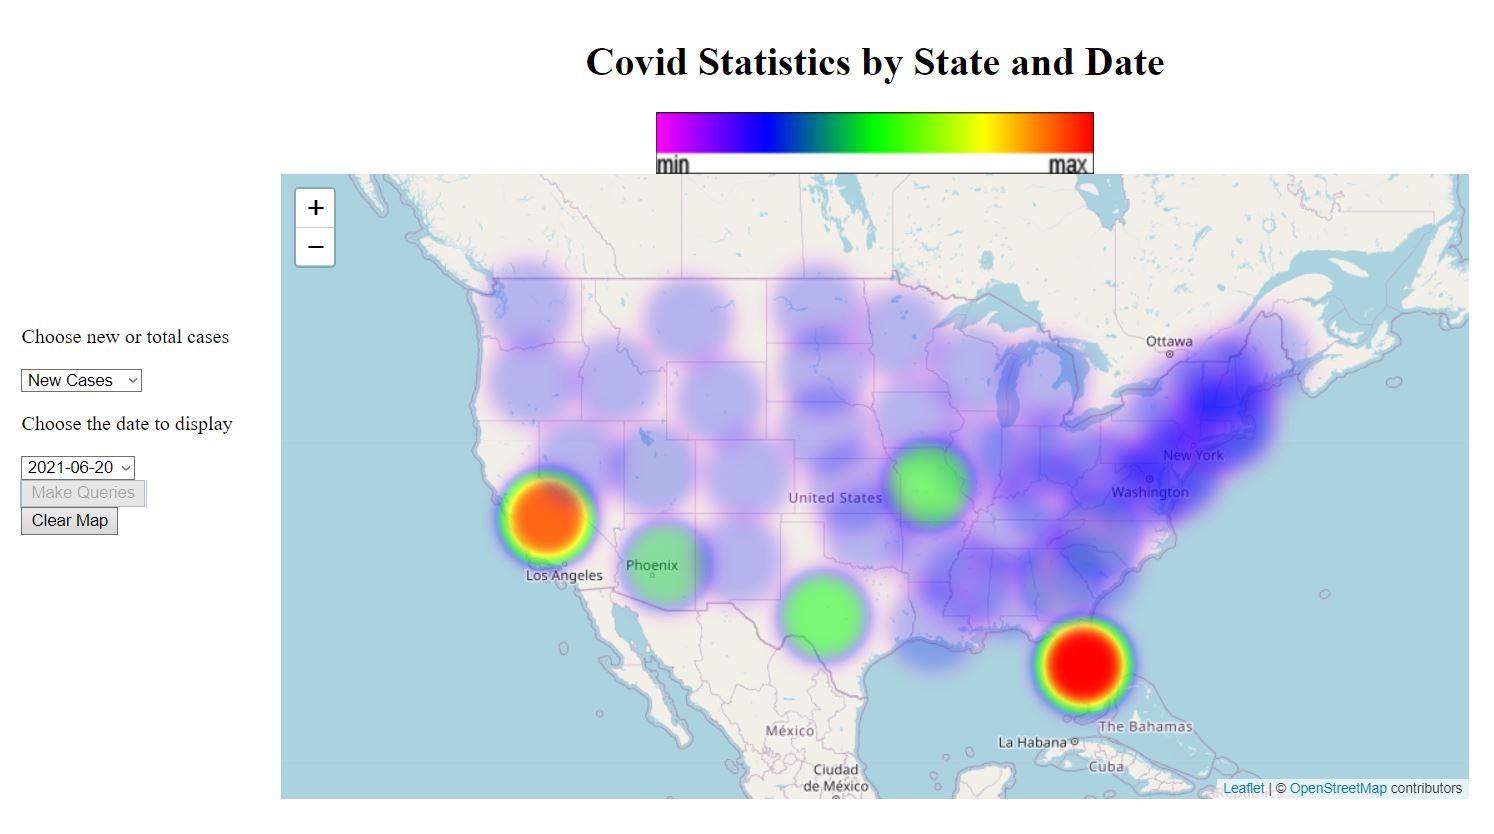 Covid Statistics by State and Date
min
max
+
−
Choose new or total cases
New Cases
Choose the date to display
2021-06-20
Make Queries
Clear Map
Ottawa
New York
Washington
United States
Phoenix
Los Angeles
México
Ciudad
de México
La Habana
The Bahamas
Cuba
Leaflet | © OpenStreetMap contributors